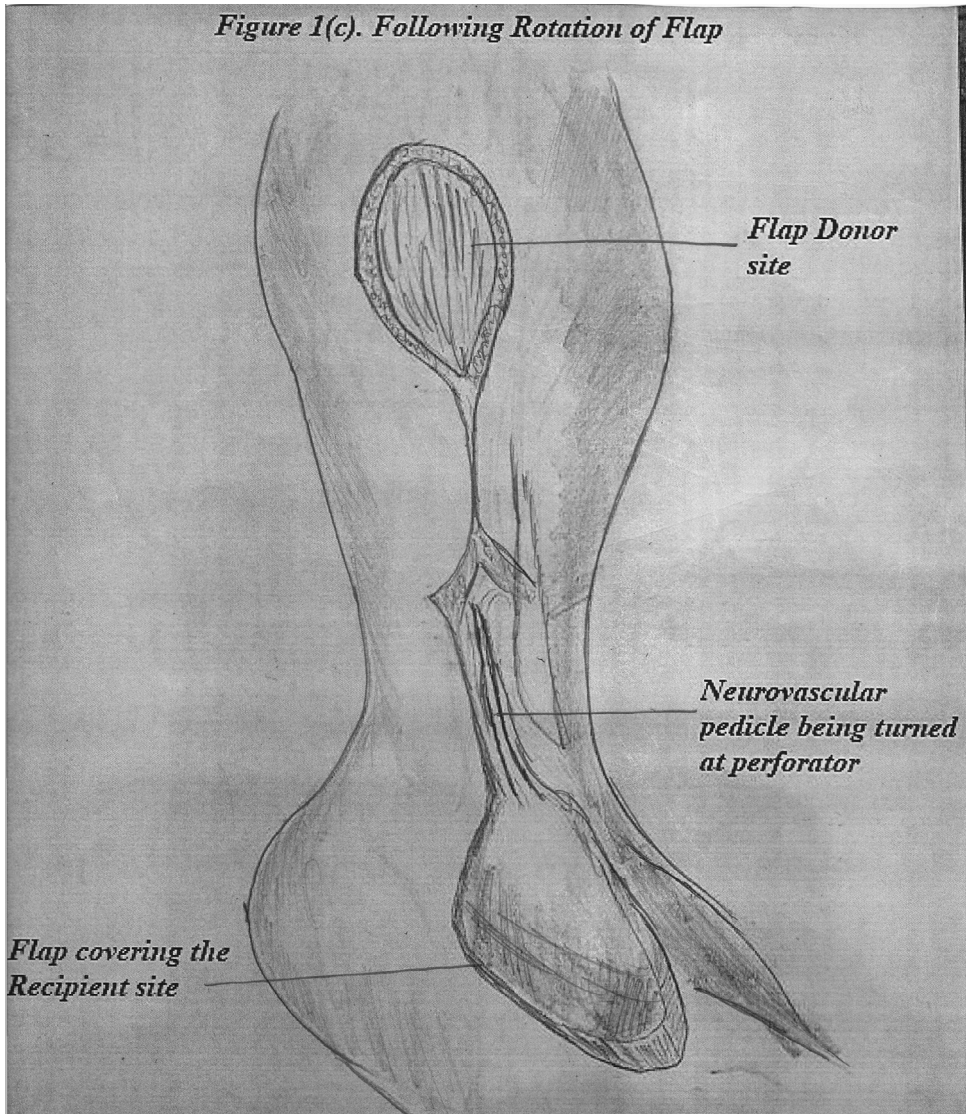 Figure 1(c). Following Rotation of Flap
Flap Donor
site
Neurovascular
pedicle being turned
at perforator
Flap covering the
Recipient site